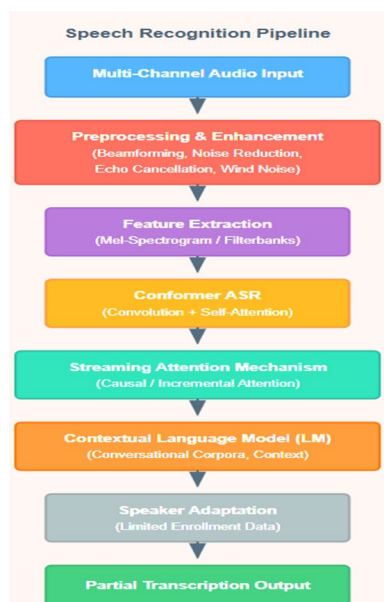 Speech Recognition Pipeline
Multi-Channel Audio Input
Preprocessing & Enhancement
(Beamforming, Noise Reduction,
Echo Cancellation, Wind Noise)
Feature Extraction
(Mel-Spectrogram / Filterbanks)
Conformer ASR
(Convolution + Self-Attention)
Streaming Attention Mechanism
(Causal / Incremental Attention)
Contextual Language Model (LM)
(Conversational Corpora, Context)
Speaker Adaptation
(Limited Enrollment Data)
Partial Transcription Output